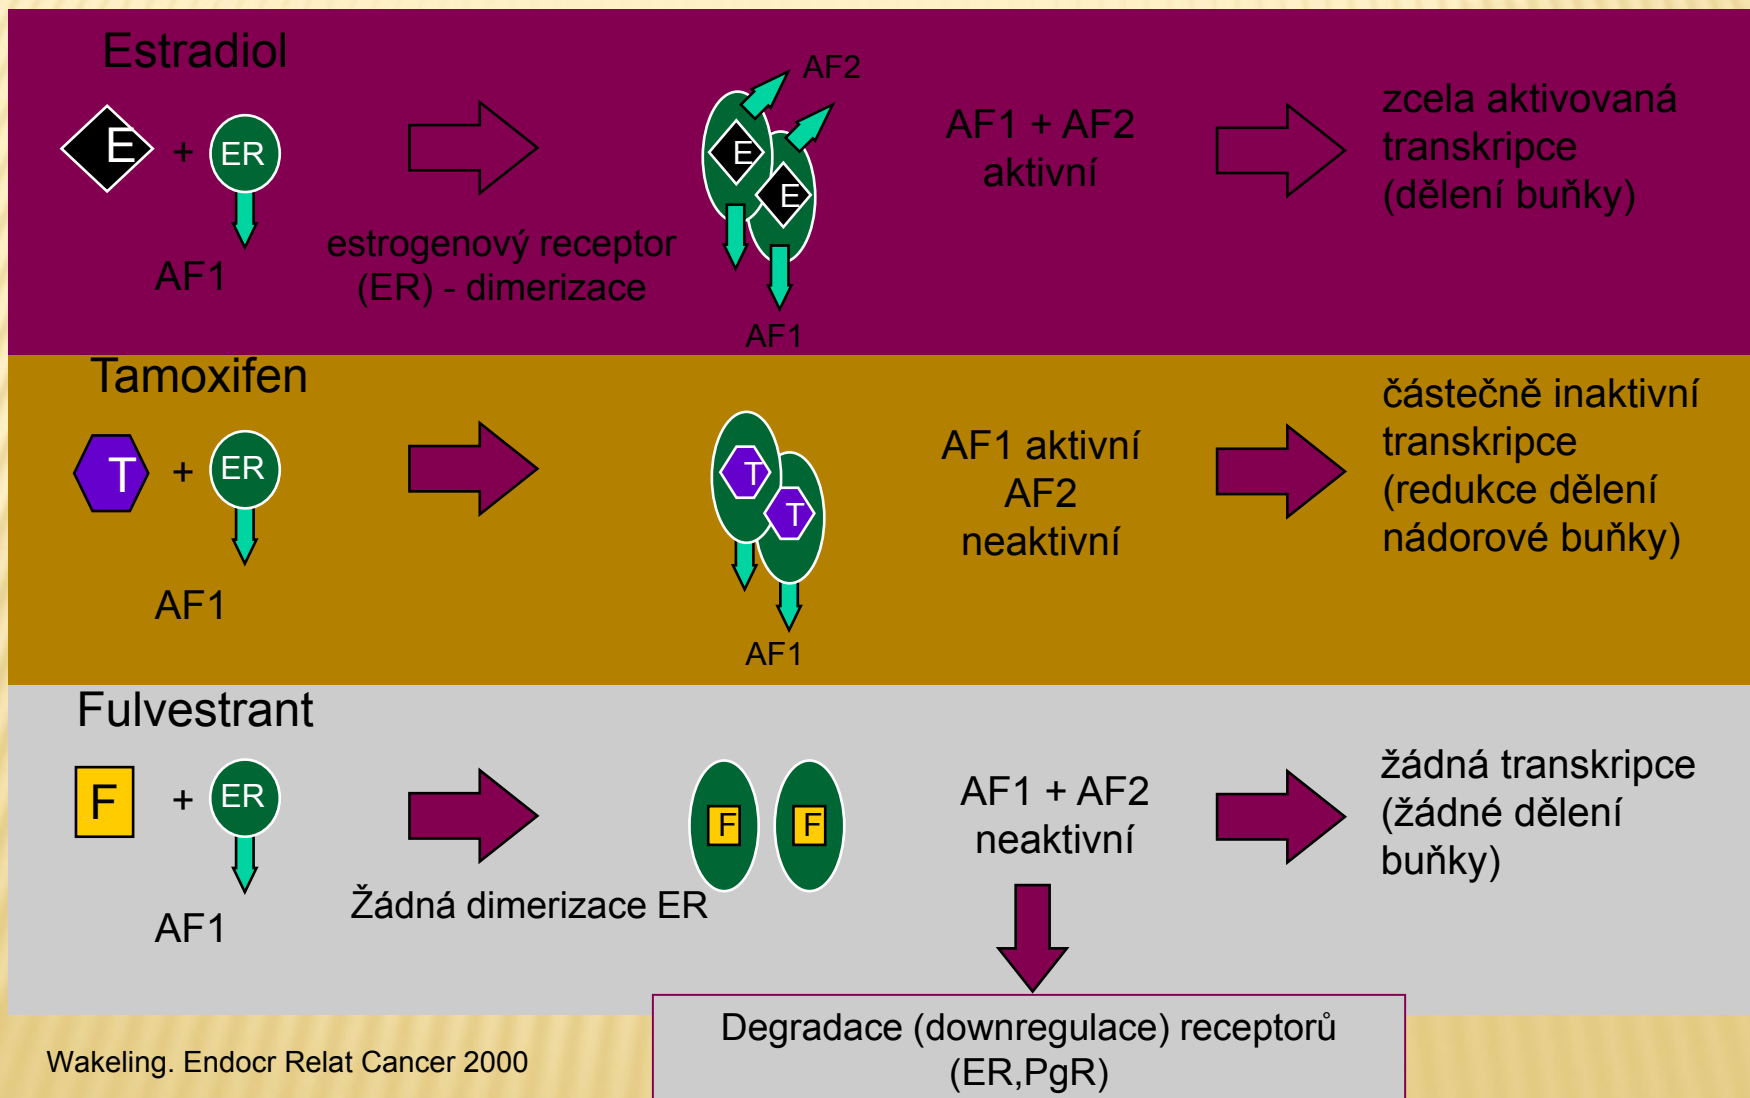 Estradiol
E + ER
AF1
estrogenový receptor
(ER) - dimerizace
AF2
E
E
AF1
AF1 + AF2
aktivní
zcela aktivovaná
transkripce
(dělení buňky)
Tamoxifen
T + ER
AF1
T
T
AF1
AF1 aktivní
AF2
neaktivní
částečně inaktivní
transkripce
(redukce dělení
nádorové buňky)
Fulvestrant
F + ER
AF1
Žádná dimerizace ER
F F
AF1 + AF2
neaktivní
žádná transkripce
(žádné dělení
buňky)
Degradace (downregulace) receptorů
(ER,PgR)
Wakeling. Endocr Relat Cancer 2000